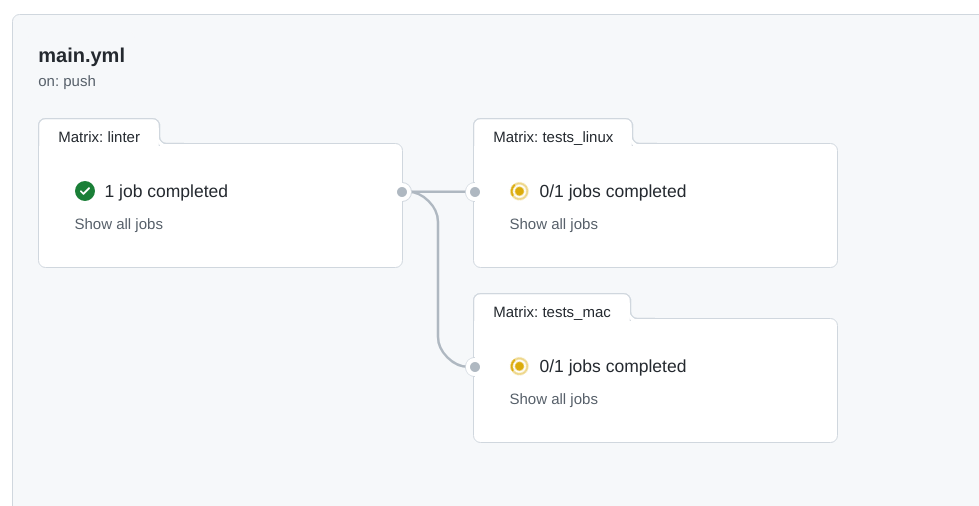 main.yml
on: push
Matrix: linter
1 job completed
Show all jobs
Matrix: tests_linux
0/1 jobs completed
Show all jobs
Matrix: tests_mac
0/1 jobs completed
Show all jobs